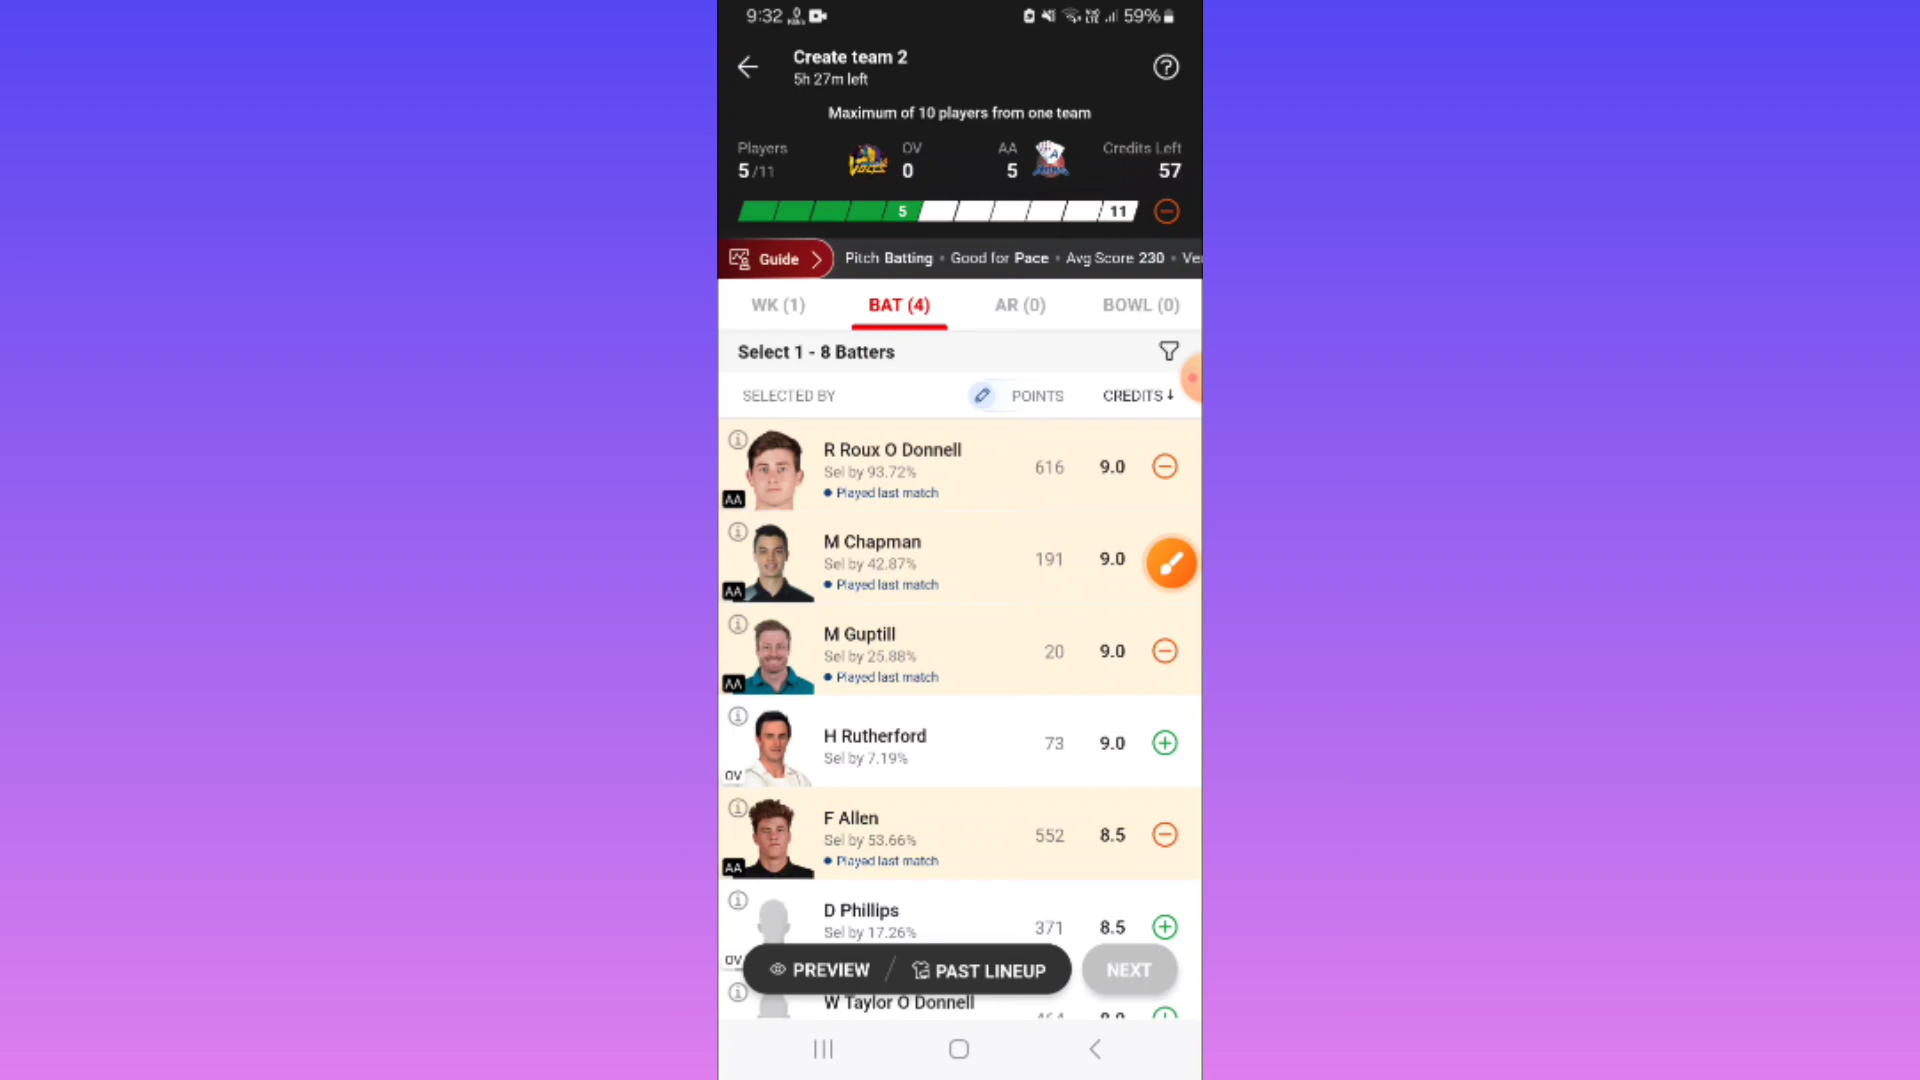 9:32 59%
Create team 2
5h 27m left
Maximum of 10 players from one team
Players OV AA Credits Left
5/11 0 5 57
5 11
Guide Pitch Batting • Good for Pace • Avg Score 230 • Ve
WK (1) BAT (4) AR (0) BOWL (0)
Select 1 - 8 Batters
SELECTED BY POINTS CREDITS ↓
R Roux O Donnell
Sel by 93.72% 616 9.0
AA Played last match
M Chapman
Sel by 42.87% 191 9.0
AA Played last match
M Guptill
Sel by 25.88% 20 9.0
AA Played last match
H Rutherford 73 9.0
Sel by 7.19%
OV
F Allen
Sel by 53.66% 552 8.5
AA Played last match
D Phillips
Sel by 17.26% 371 8.5
OV
PREVIEW / PAST LINEUP NEXT
W Taylor O Donnell